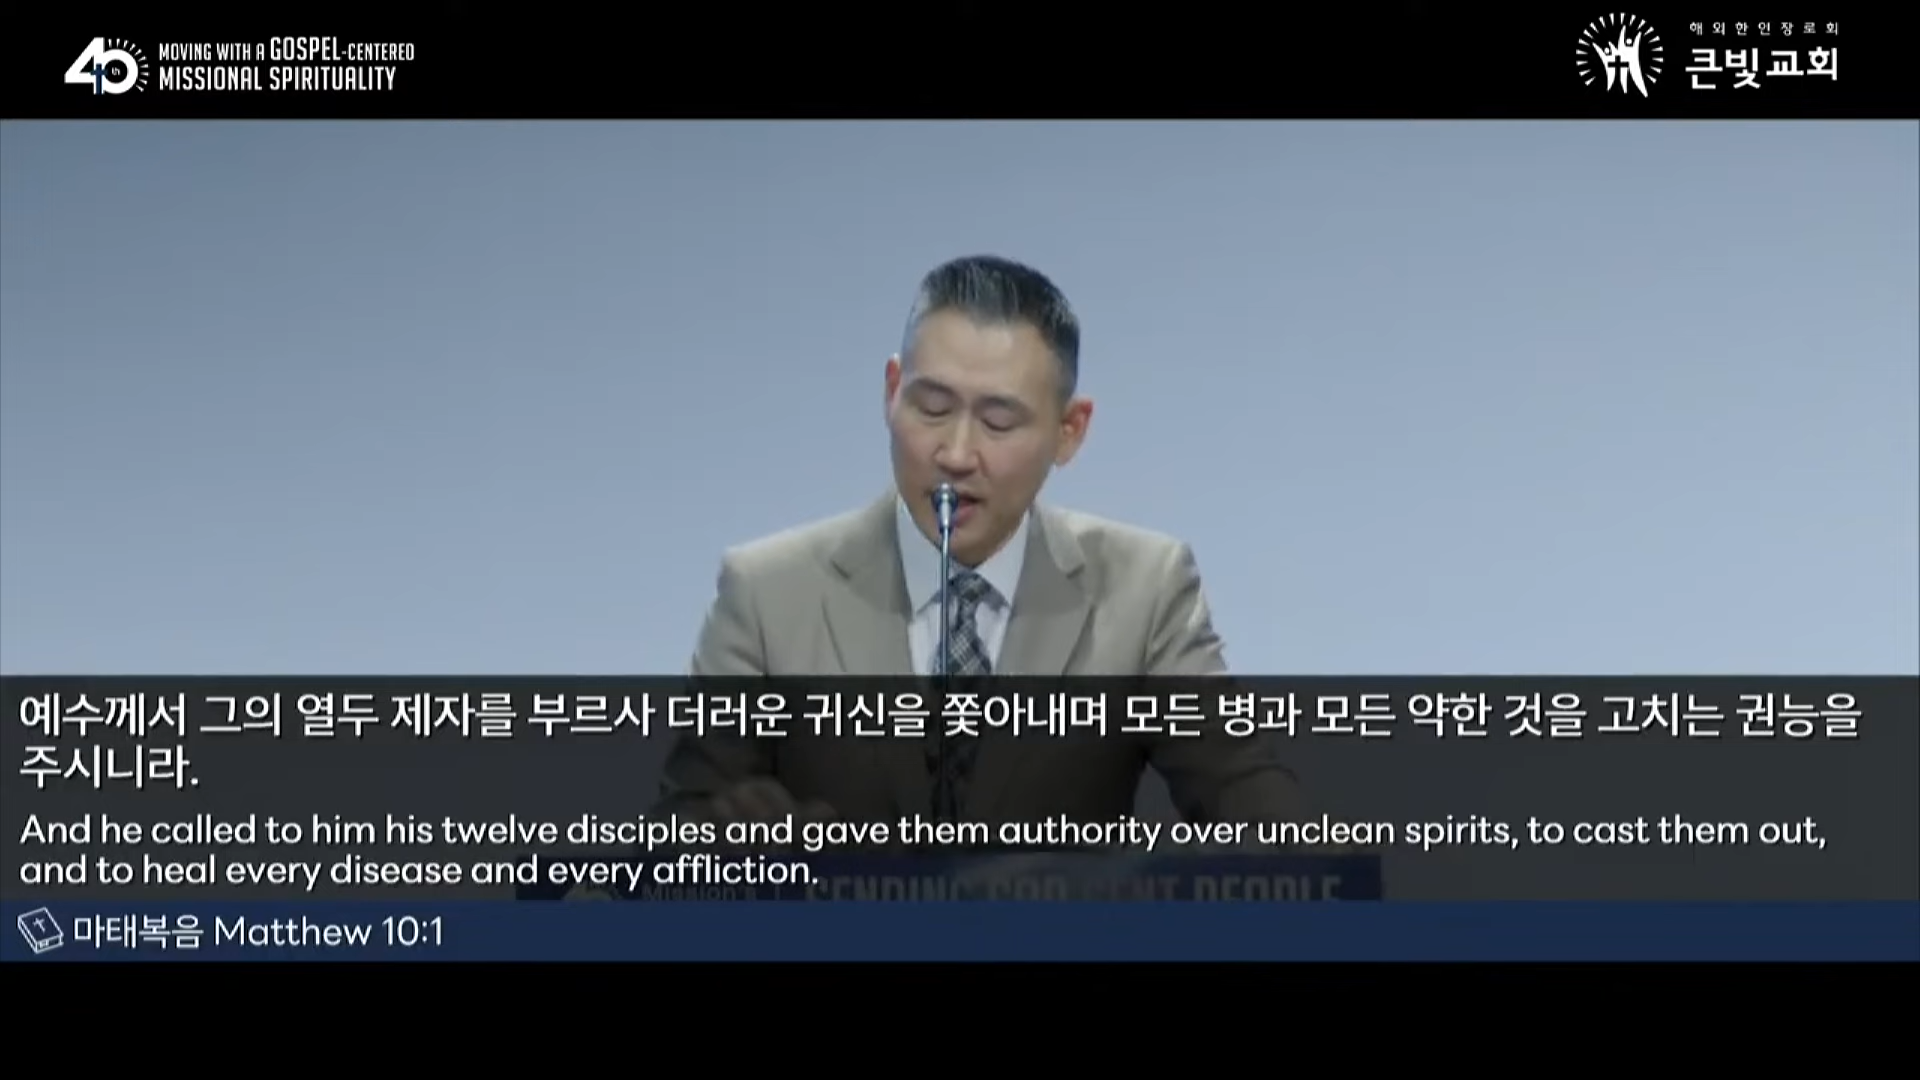 40th
MOVING WITH A GOSPEL-CENTERED
MISSIONAL SPIRITUALITY
해외한인장로회
큰빛교회
예수께서 그의 열두 제자를 부르사 더러운 귀신을 쫓아내며 모든 병과 모든 약한 것을 고치는 권능을
주시니라.
And he called to him his twelve disciples and gave them authority over unclean spirits, to cast them out,
and to heal every disease and every affliction.
SENDING GOD SENT PEOPLE
마태복음 Matthew 10:1